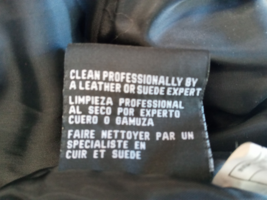 CLEAN PROFESSIONALLY BY
A LEATHER OR SUEDE EXPERT
LIMPIEZA PROFESSIONAL
AL SECO POR EXPERTO
CUERO O GAMUZA
FAIRE NETTOYER PAR UN
SPECIALISTE EN
CUIR ET SUEDE